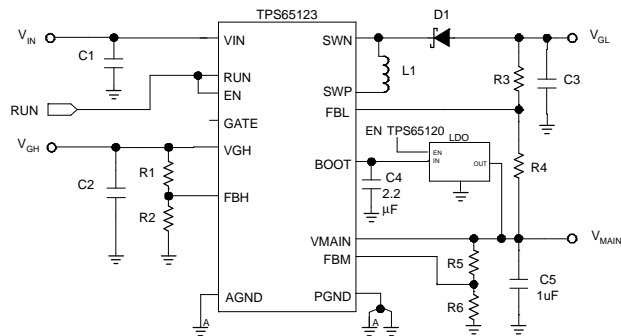 TPS65123
D1
VIN
VIN
SWN
VGL
C1
L1
R3
C3
RUN
EN
SWP
RUN
FBL
GATE
EN TPS65120
LDO
VGH
VGH
EN
IN
OUT
BOOT
R4
R1
C4
2.2
µF
C2
FBH
R2
VMAIN
VMAIN
FBM
R5
C5
1uF
R6
AGND
PGND
A
A